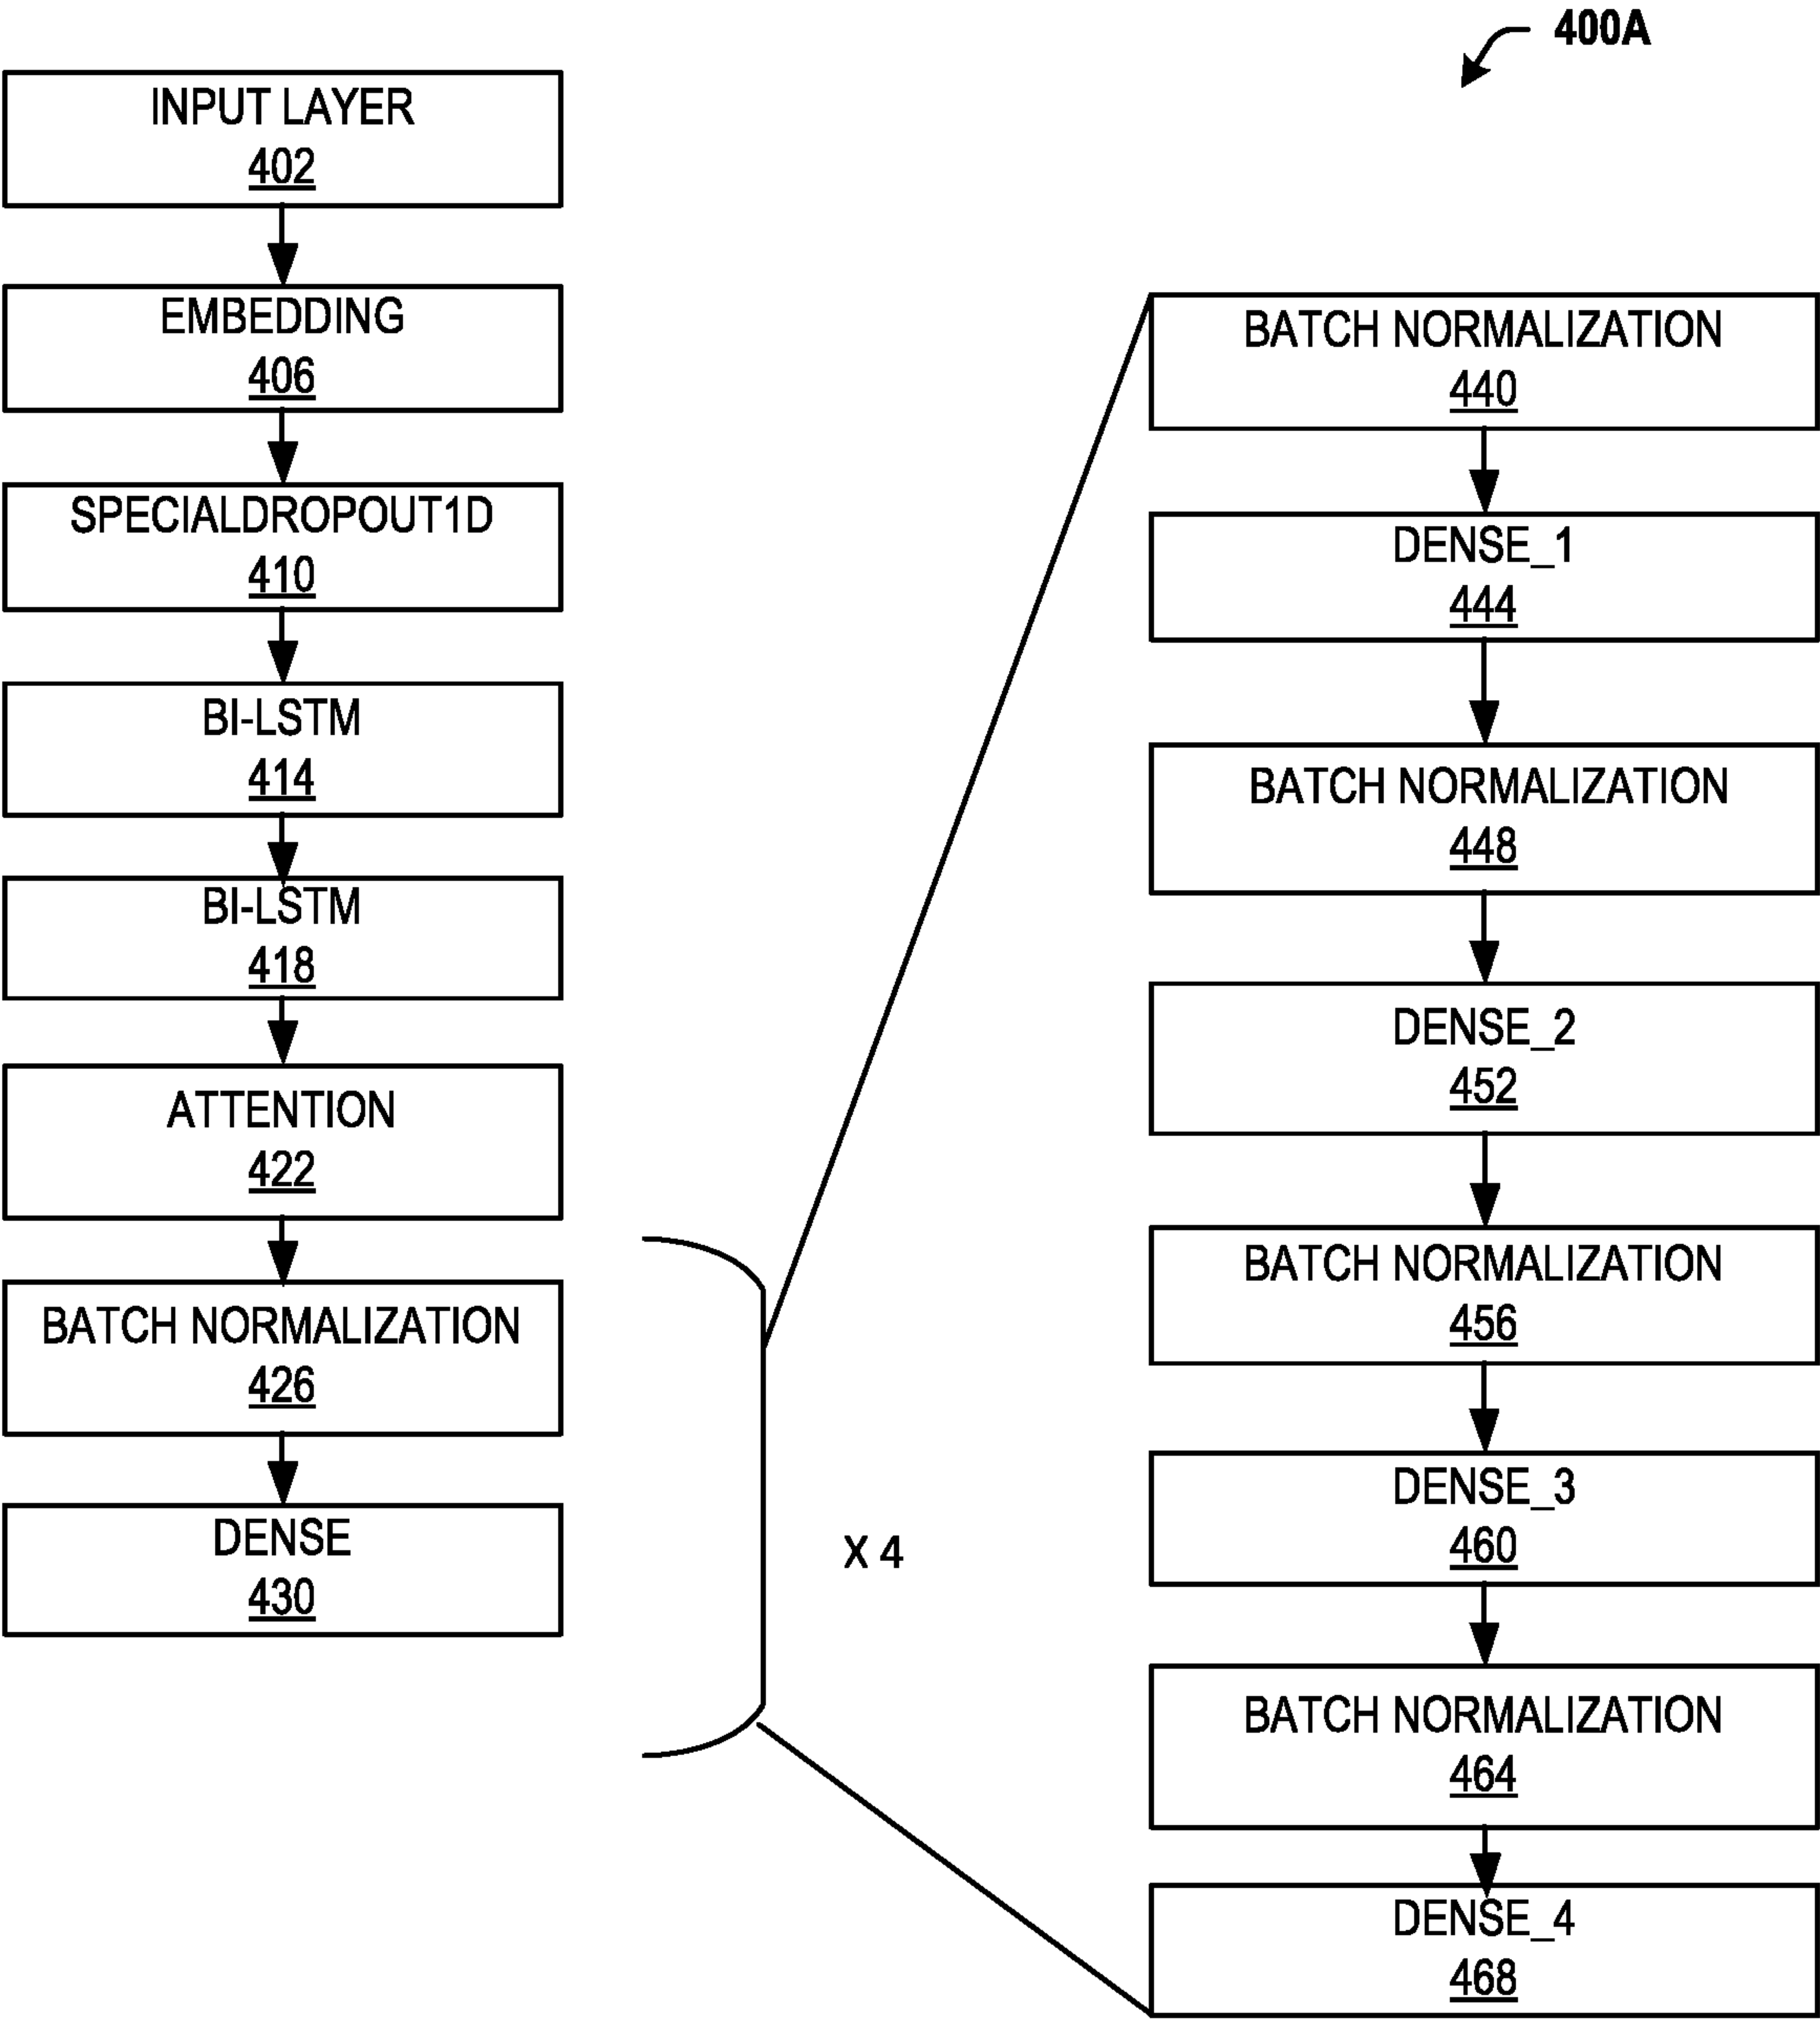 400A
INPUT LAYER
402
EMBEDDING
406
SPECIALDROPOUT1D
410
BI-LSTM
414
BI-LSTM
418
ATTENTION
422
BATCH NORMALIZATION
426
DENSE
430
X 4
BATCH NORMALIZATION
440
DENSE_1
444
BATCH NORMALIZATION
448
DENSE_2
452
BATCH NORMALIZATION
456
DENSE_3
460
BATCH NORMALIZATION
464
DENSE_4
468